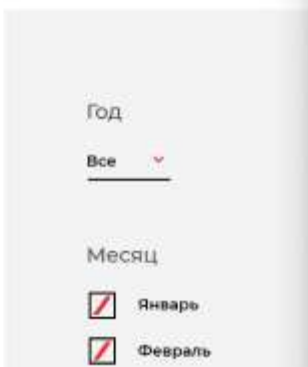 Год
Все
Месяц
Январь
Февраль